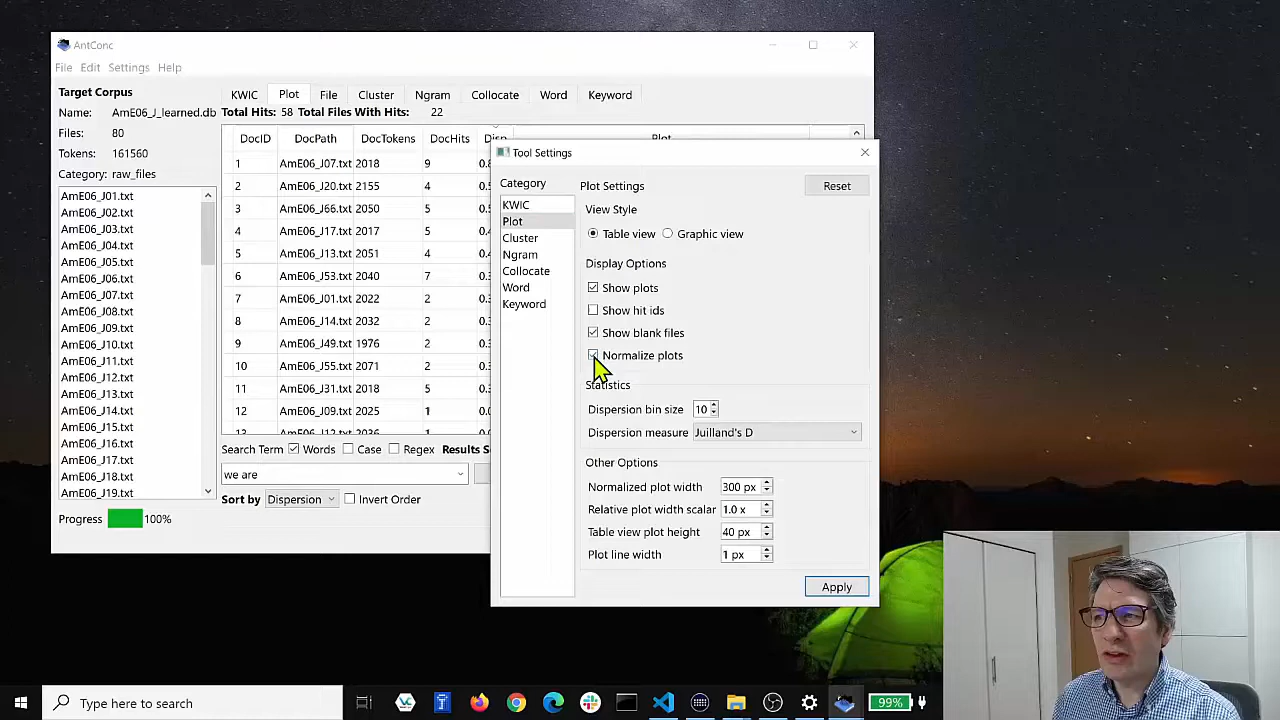 AntConc
File Edit Settings Help
Target Corpus
Name: AmE06_J_learned.db
Files: 80
Tokens: 161560
Category: raw_files
AmE06_J01.txt
AmE06_J02.txt
AmE06_J03.txt
AmE06_J04.txt
AmE06_J05.txt
AmE06_J06.txt
AmE06_J07.txt
AmE06_J08.txt
AmE06_J09.txt
AmE06_J10.txt
AmE06_J11.txt
AmE06_J12.txt
AmE06_J13.txt
AmE06_J14.txt
AmE06_J15.txt
AmE06_J16.txt
AmE06_J17.txt
AmE06_J18.txt
AmE06_J19.txt
Progress 100%
KWIC Plot File Cluster Ngram Collocate Word Keyword
Total Hits: 58 Total Files With Hits: 22
DocID DocPath DocTokens DocHits Plot
1 AmE06_J07.txt 2018 9
2 AmE06_J20.txt 2155 4
3 AmE06_J66.txt 2050 5
4 AmE06_J17.txt 2017 5
5 AmE06_J13.txt 2051 4
6 AmE06_J53.txt 2040 7
7 AmE06_J01.txt 2022 2
8 AmE06_J14.txt 2032 2
9 AmE06_J49.txt 1976 2
10 AmE06_J55.txt 2071 2
11 AmE06_J31.txt 2018 5
12 AmE06_J09.txt 2025 1
Search Term Words Case Regex Results S
we are
Sort by Dispersion Invert Order
Tool Settings
Category
KWIC
Plot
Cluster
Ngram
Collocate
Word
Keyword
Plot Settings Reset
View Style
Table view Graphic view
Display Options
Show plots
Show hit ids
Show blank files
Normalize plots
Statistics
Dispersion bin size 10
Dispersion measure Juilland's D
Other Options
Normalized plot width 300 px
Relative plot width scalar 1.0 x
Table view plot height 40 px
Plot line width 1 px
Apply
Type here to search
99%